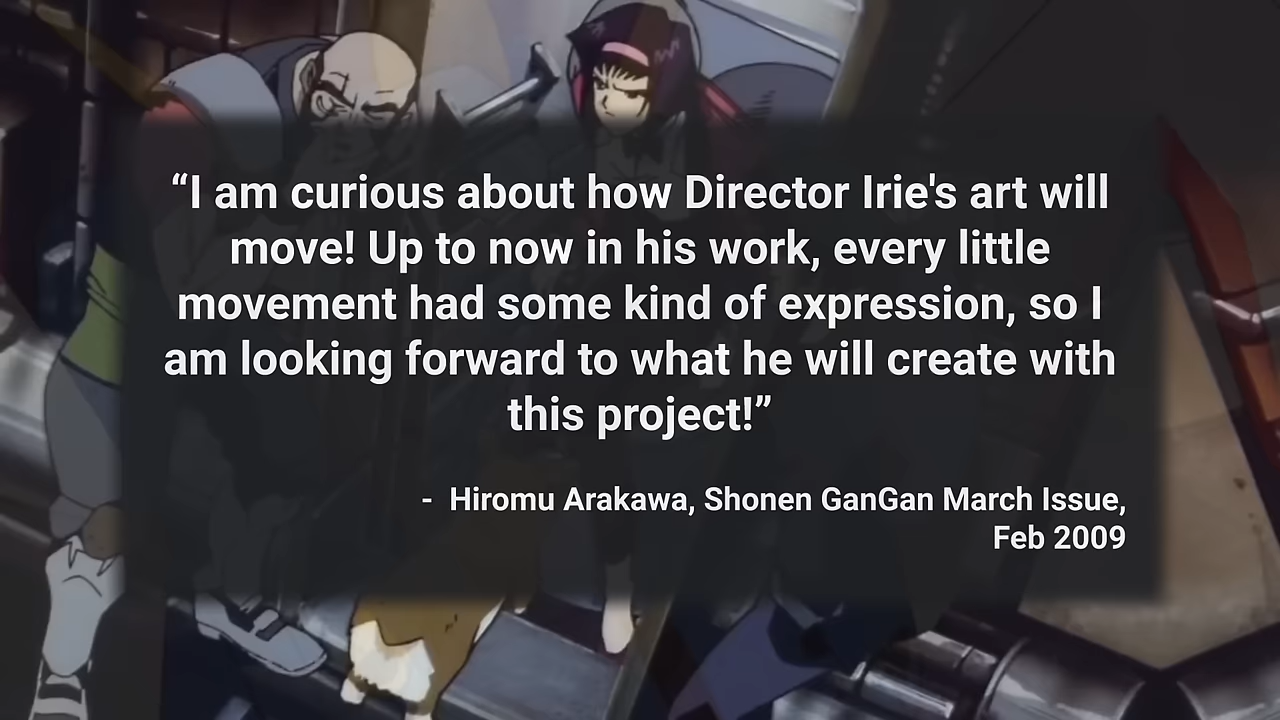 “I am curious about how Director Irie's art will
move! Up to now in his work, every little
movement had some kind of expression, so I
am looking forward to what he will create with
this project!”
- Hiromu Arakawa, Shonen GanGan March Issue,
Feb 2009